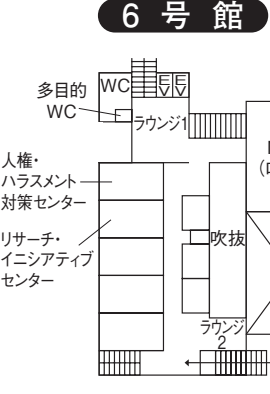 6 号 館
多目的
WC
WC
EV
EV
ラウンジ1
人権・
ハラスメント
対策センター
リサーチ・
イニシアティブ
センター
吹抜
ラウンジ
2